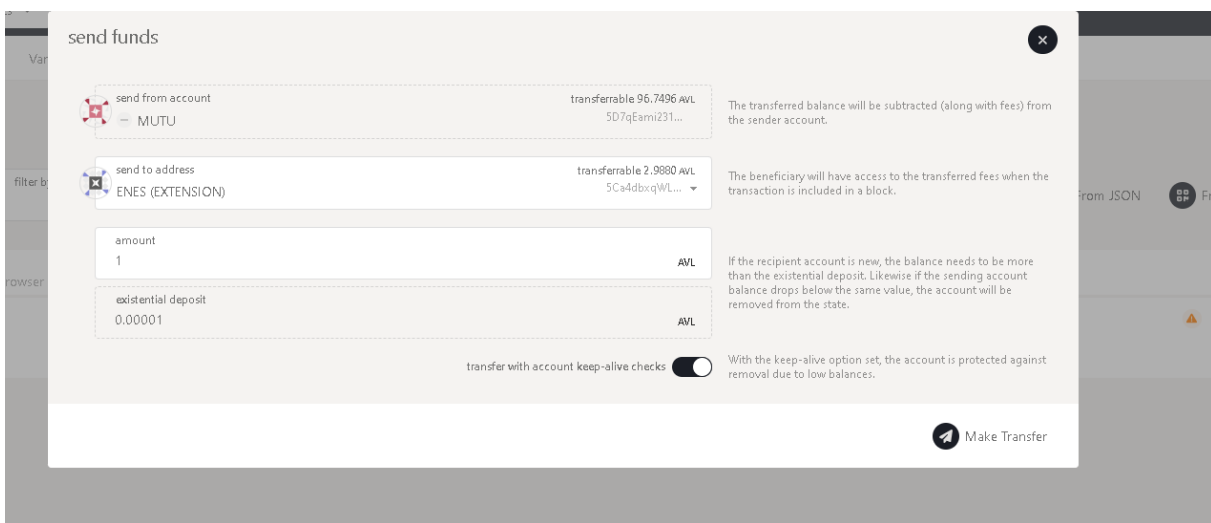 send funds
Var
send from account
transferrable 96.7496 AVL
MUTU
5D7qEami231...
The transferred balance will be subtracted (along with fees) from
the sender account.
filter by
send to address
transferrable 2.9880 AVL
ENES (EXTENSION)
5Ca4dbxqWL...
The beneficiary will have access to the transferred fees when the
transaction is included in a block.
From JSON
amount
1
AVL
If the recipient account is new, the balance needs to be more
than the existential deposit. Likewise if the sending account
balance drops below the same value, the account will be
removed from the state.
rowser
existential deposit
0.00001
AVL
transfer with account keep-alive checks
With the keep-alive option set, the account is protected against
removal due to low balances.
Make Transfer